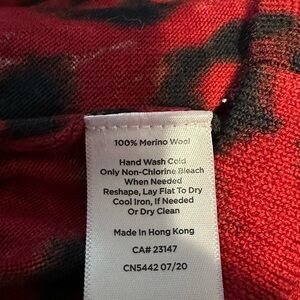 100% Merino Wool
Hand Wash Cold
Only Non-Chlorine Bleach
When Needed
Reshape, Lay Flat To Dry
Cool Iron, If Needed
Or Dry Clean
Made In Hong Kong
CA# 23147
CN5442 07/20